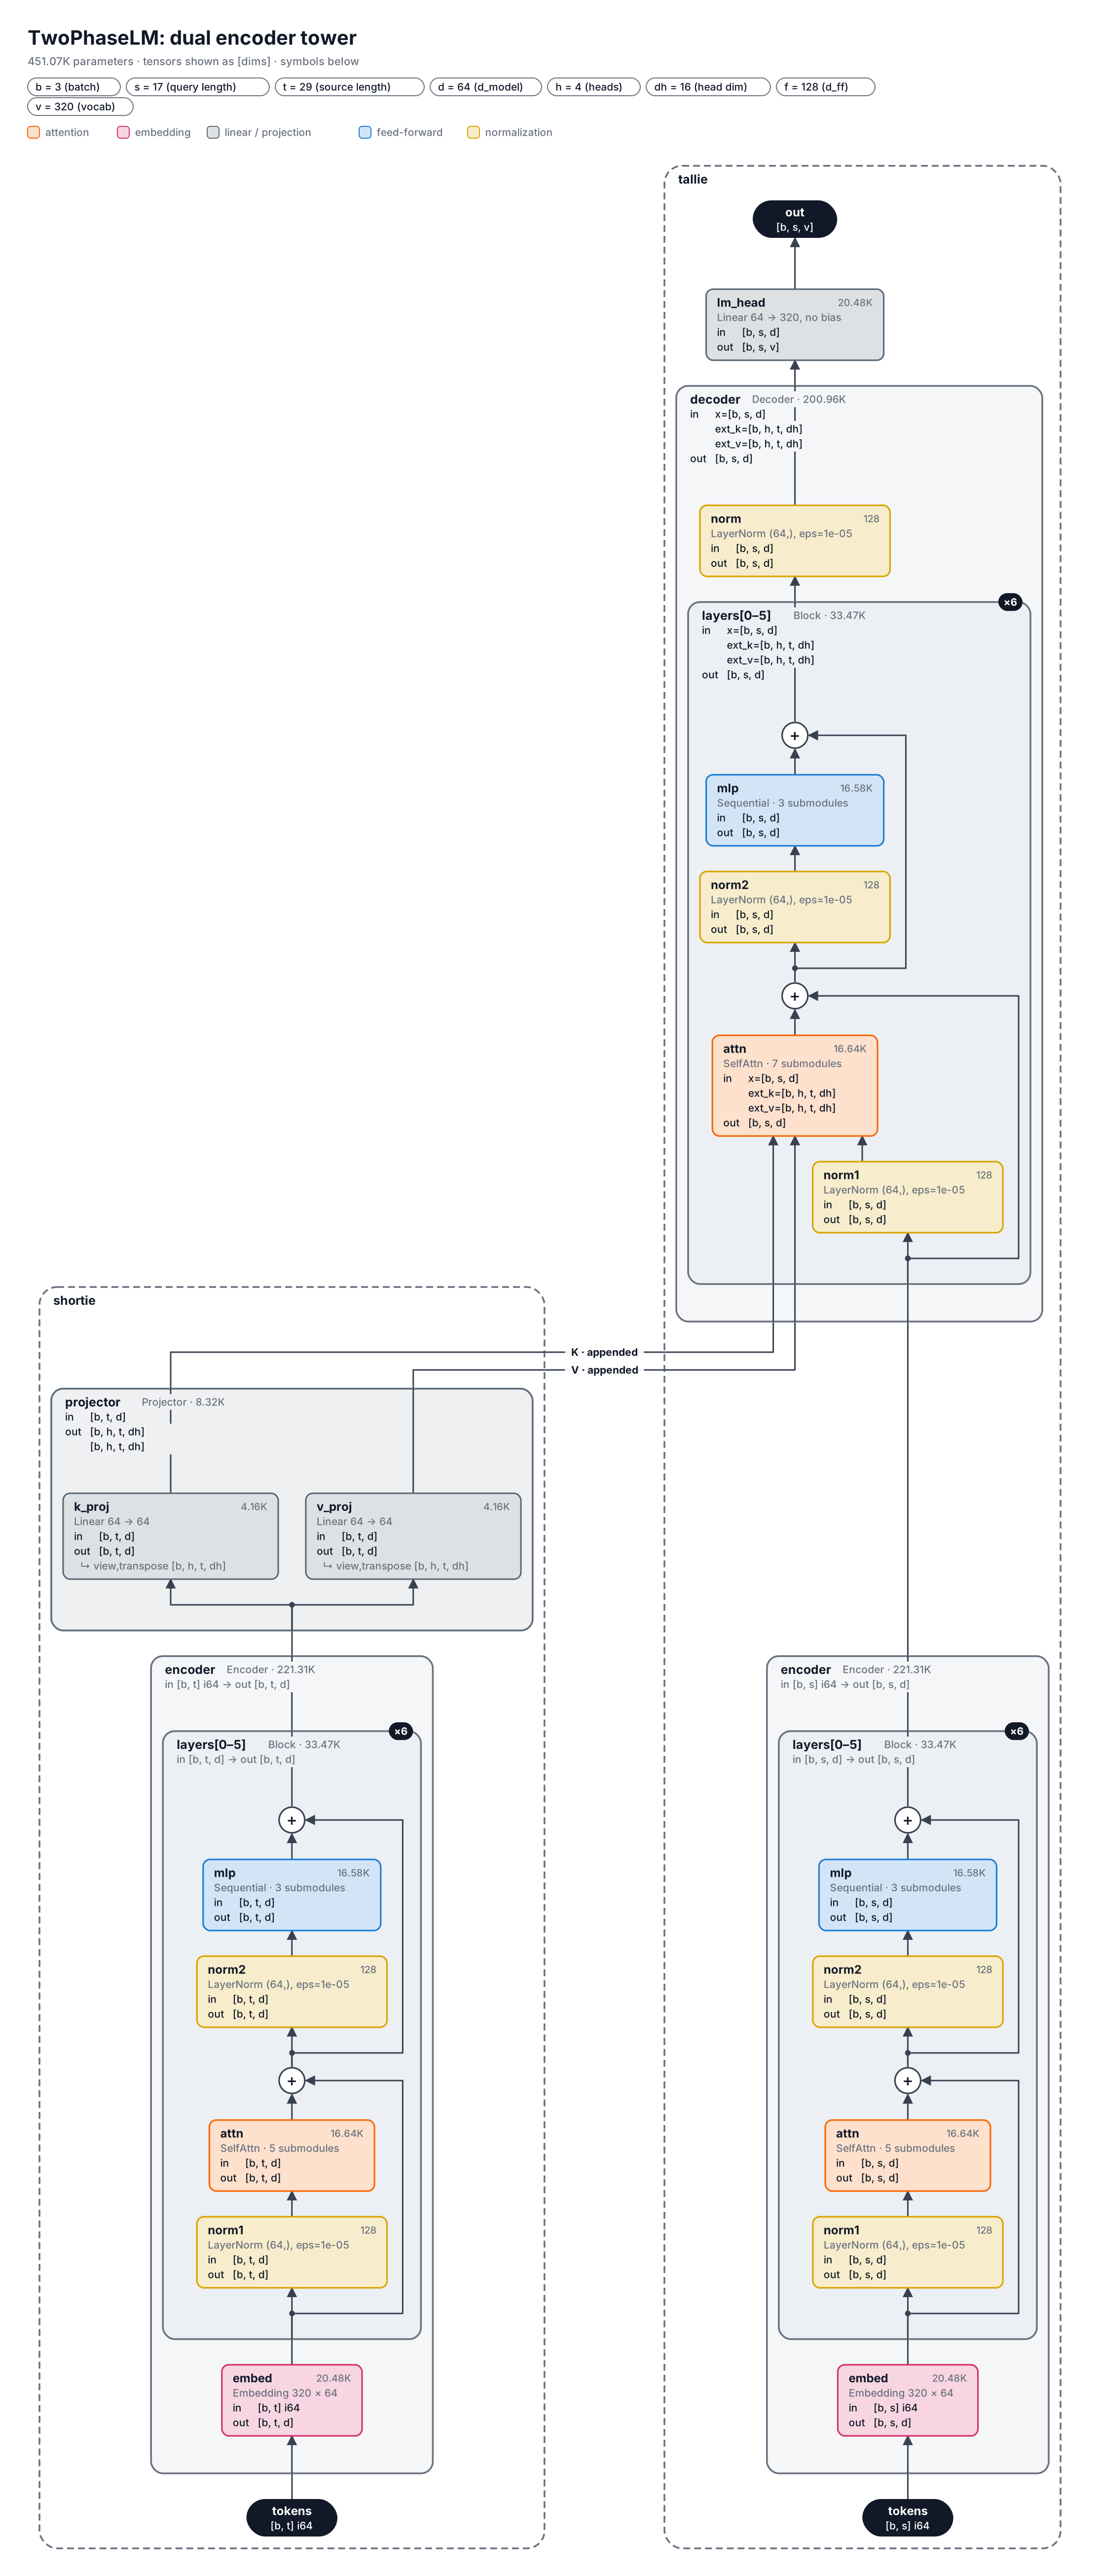 TwoPhaseLM: dual encoder tower
451.07K parameters · tensors shown as [dims] · symbols below
b = 3 (batch)
s = 17 (query length)
t = 29 (source length)
d = 64 (d_model)
h = 4 (heads)
dh = 16 (head dim)
f = 128 (d_ff)
v = 320 (vocab)
attention
embedding
linear / projection
feed-forward
normalization
tallie
out
[b, s, v]
lm_head 20.48K
Linear 64 → 320, no bias
in [b, s, d]
out [b, s, v]
decoder Decoder · 200.96K
in x=[b, s, d]
ext_k=[b, h, t, dh]
ext_v=[b, h, t, dh]
out [b, s, d]
norm 128
LayerNorm (64,), eps=1e-05
in [b, s, d]
out [b, s, d]
×6
layers[0–5] Block · 33.47K
in x=[b, s, d]
ext_k=[b, h, t, dh]
ext_v=[b, h, t, dh]
out [b, s, d]
+
mlp 16.58K
Sequential · 3 submodules
in [b, s, d]
out [b, s, d]
norm2 128
LayerNorm (64,), eps=1e-05
in [b, s, d]
out [b, s, d]
+
attn 16.64K
SelfAttn · 7 submodules
in x=[b, s, d]
ext_k=[b, h, t, dh]
ext_v=[b, h, t, dh]
out [b, s, d]
norm1 128
LayerNorm (64,), eps=1e-05
in [b, s, d]
out [b, s, d]
shortie
K · appended
V · appended
projector Projector · 8.32K
in [b, t, d]
out [b, h, t, dh]
[b, h, t, dh]
k_proj 4.16K
Linear 64 → 64
in [b, t, d]
out [b, t, d]
↳ view,transpose [b, h, t, dh]
v_proj 4.16K
Linear 64 → 64
in [b, t, d]
out [b, t, d]
↳ view,transpose [b, h, t, dh]
encoder Encoder · 221.31K
in [b, t] i64 → out [b, t, d]
×6
layers[0–5] Block · 33.47K
in [b, t, d] → out [b, t, d]
+
mlp 16.58K
Sequential · 3 submodules
in [b, t, d]
out [b, t, d]
norm2 128
LayerNorm (64,), eps=1e-05
in [b, t, d]
out [b, t, d]
+
attn 16.64K
SelfAttn · 5 submodules
in [b, t, d]
out [b, t, d]
norm1 128
LayerNorm (64,), eps=1e-05
in [b, t, d]
out [b, t, d]
embed 20.48K
Embedding 320 × 64
in [b, t] i64
out [b, t, d]
tokens
[b, t] i64
encoder Encoder · 221.31K
in [b, s] i64 → out [b, s, d]
×6
layers[0–5] Block · 33.47K
in [b, s, d] → out [b, s, d]
+
mlp 16.58K
Sequential · 3 submodules
in [b, s, d]
out [b, s, d]
norm2 128
LayerNorm (64,), eps=1e-05
in [b, s, d]
out [b, s, d]
+
attn 16.64K
SelfAttn · 5 submodules
in [b, s, d]
out [b, s, d]
norm1 128
LayerNorm (64,), eps=1e-05
in [b, s, d]
out [b, s, d]
embed 20.48K
Embedding 320 × 64
in [b, s] i64
out [b, s, d]
tokens
[b, s] i64